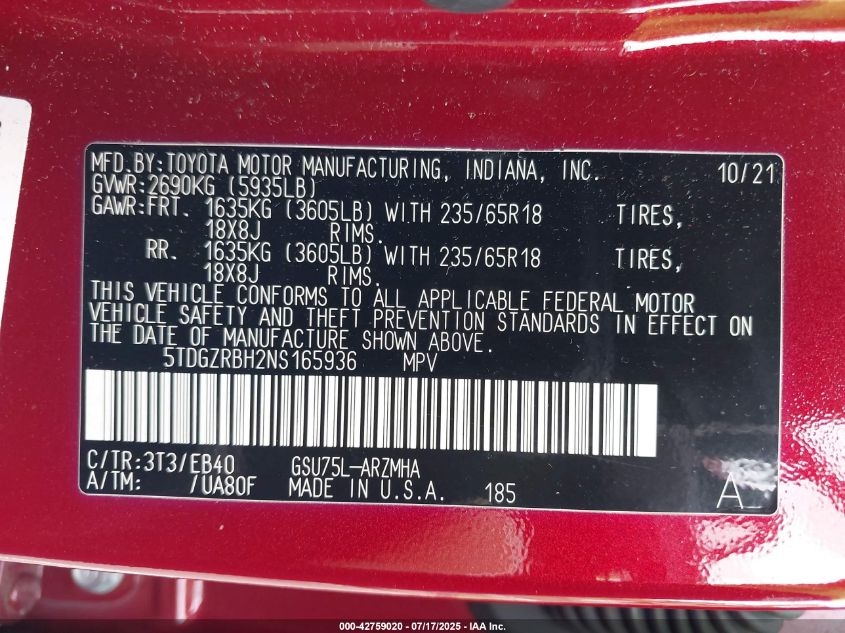 MFD.BY:TOYOTA MOTOR MANUFACTURING, INDIANA, INC. 10/21
GVWR:2690KG (5935LB)
GAWR:FRT. 1635KG (3605LB) WITH 235/65R18 TIRES,
18X8J RIMS.
RR. 1635KG (3605LB) WITH 235/65R18 TIRES,
18X8J RIMS.
THIS VEHICLE CONFORMS TO ALL APPLICABLE FEDERAL MOTOR
VEHICLE SAFETY AND THEFT PREVENTION STANDARDS IN EFFECT ON
THE DATE OF MANUFACTURE SHOWN ABOVE.
5TDGZRBH2NS165936 MPV
C/TR:3T3/EB40 GSU75L-ARZMHA
A/TM: /UA80F MADE IN U.S.A. 185 A_
000-42759020 - 07/17/2025 - IAA Inc.